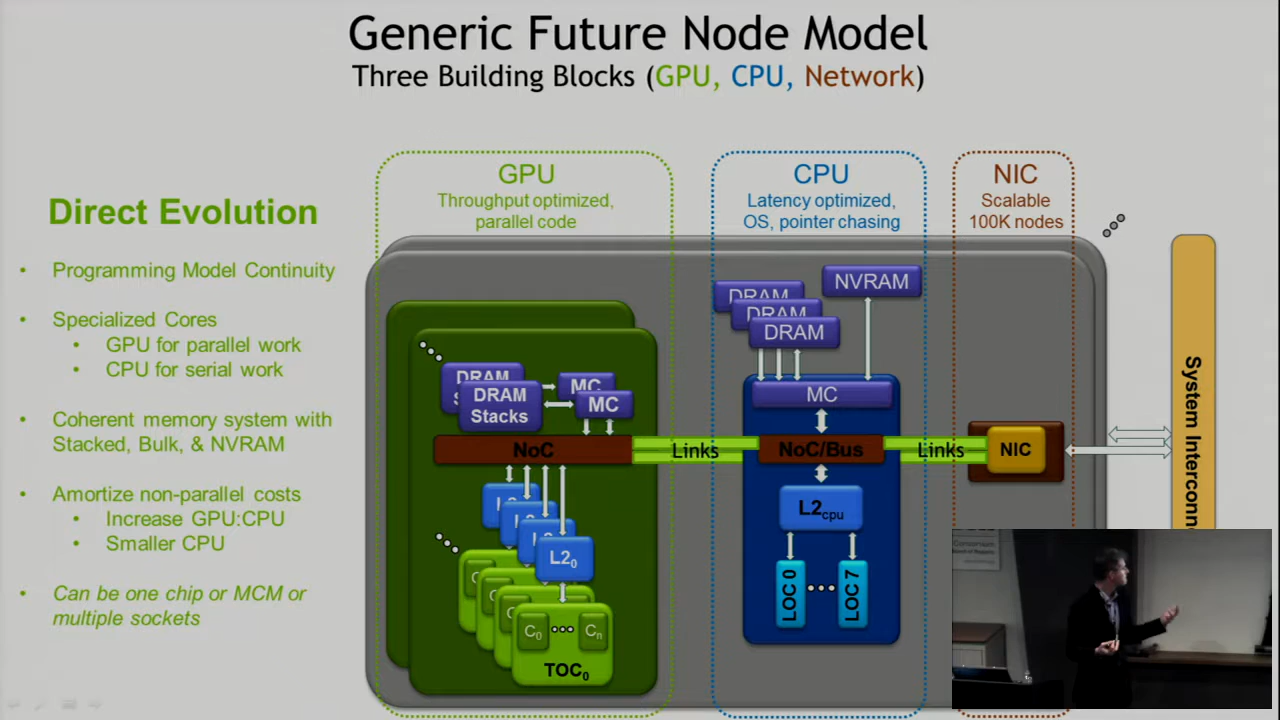 Generic Future Node Model
Three Building Blocks (GPU, CPU, Network)
Direct Evolution
• Programming Model Continuity
• Specialized Cores
• GPU for parallel work
• CPU for serial work
• Coherent memory system with
Stacked, Bulk, & NVRAM
• Amortize non-parallel costs
• Increase GPU:CPU
• Smaller CPU
• Can be one chip or MCM or
multiple sockets
GPU
Throughput optimized,
parallel code
DRAM
DRAM
Stacks
MC
MC
NoC
L2₀
C₀
Cₙ
TOC₀
Links
CPU
Latency optimized,
OS, pointer chasing
DRAM
DRAM
DRAM
NVRAM
MC
NoC/Bus
L2cpu
LOC 0
LOC 7
Links
NIC
Scalable
100K nodes
NIC
System Interconn